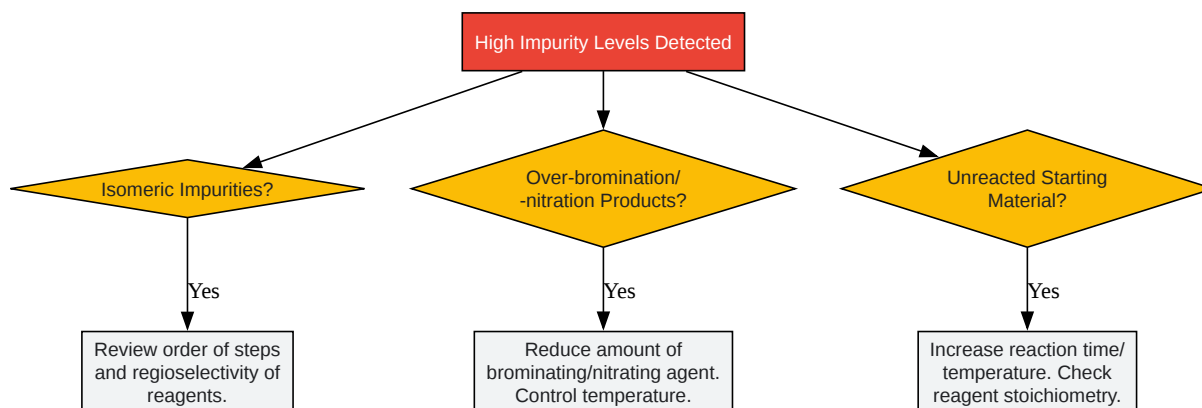 High Impurity Levels Detected
Isomeric Impurities?
Over-bromination/
-nitration Products?
Unreacted Starting
Material?
Yes
Yes
Yes
Review order of steps
and regioselectivity of
reagents.
Reduce amount of
brominating/nitrating agent.
Control temperature.
Increase reaction time/
temperature. Check
reagent stoichiometry.